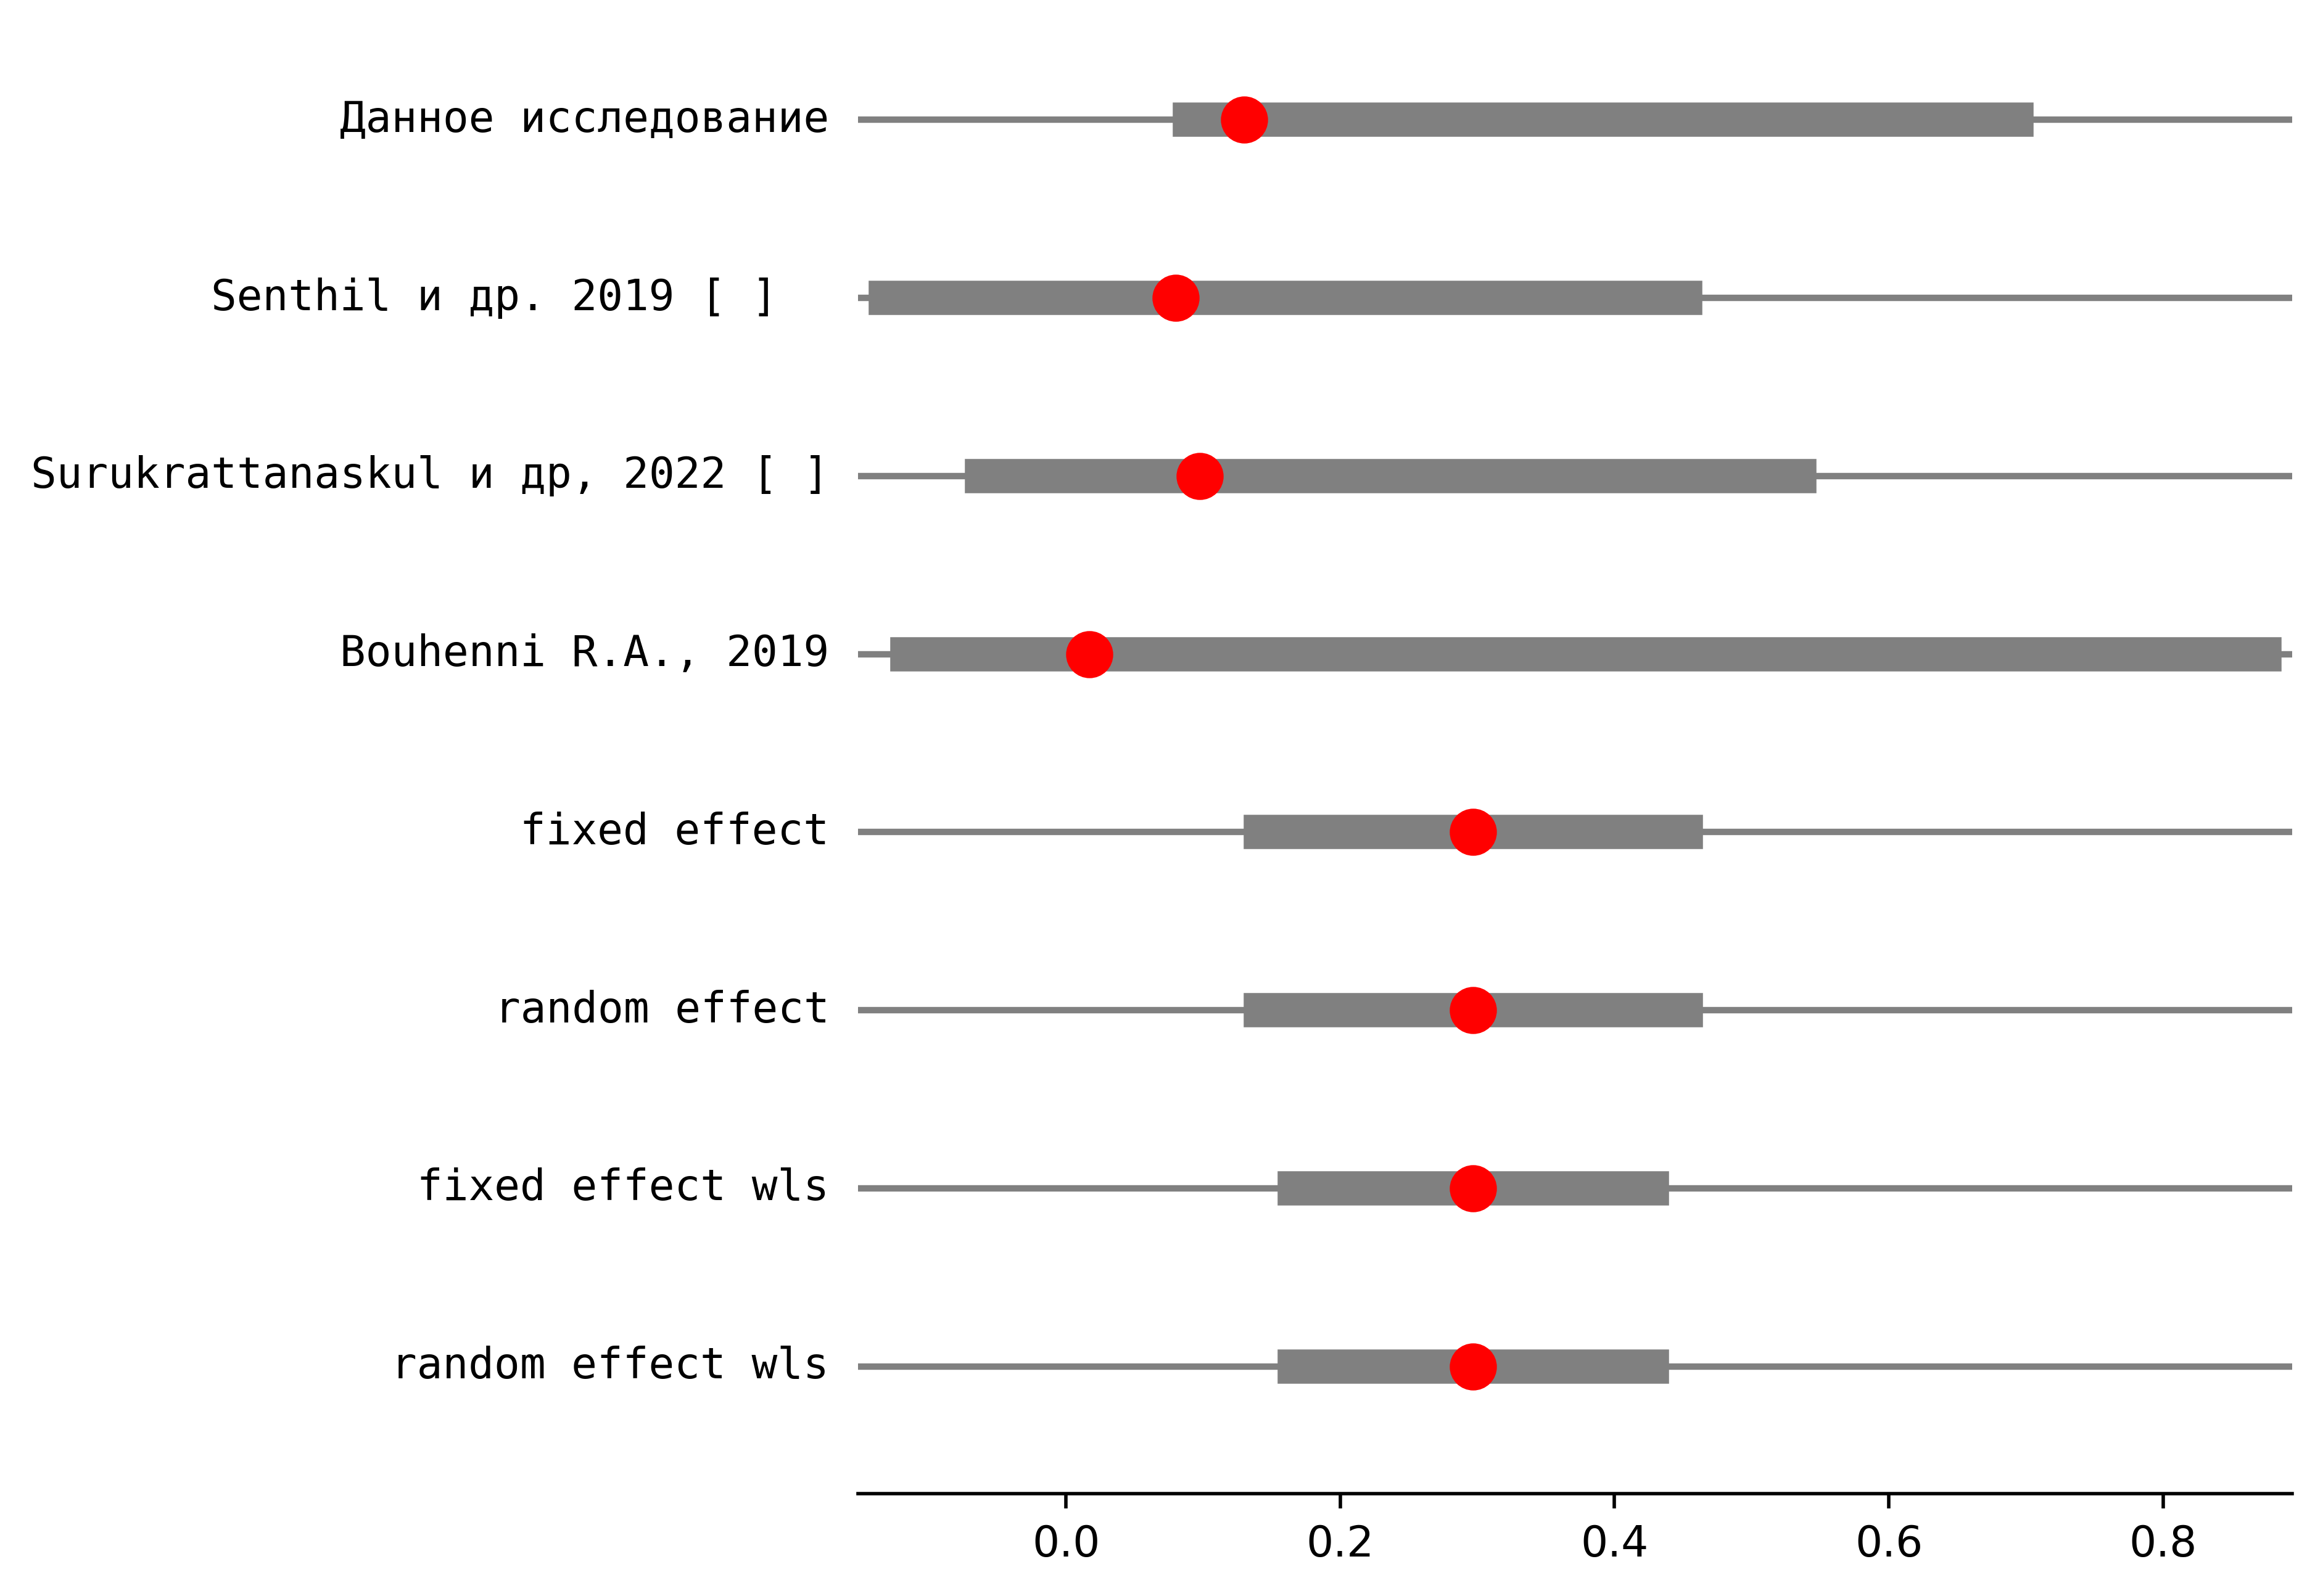 Данное исследование
Senthil и др. 2019 [ ]
Surukrattanaskul и др, 2022 [ ]
Bouhenni R.A., 2019
fixed effect
random effect
fixed effect wls
random effect wls
0.0 0.2 0.4 0.6 0.8